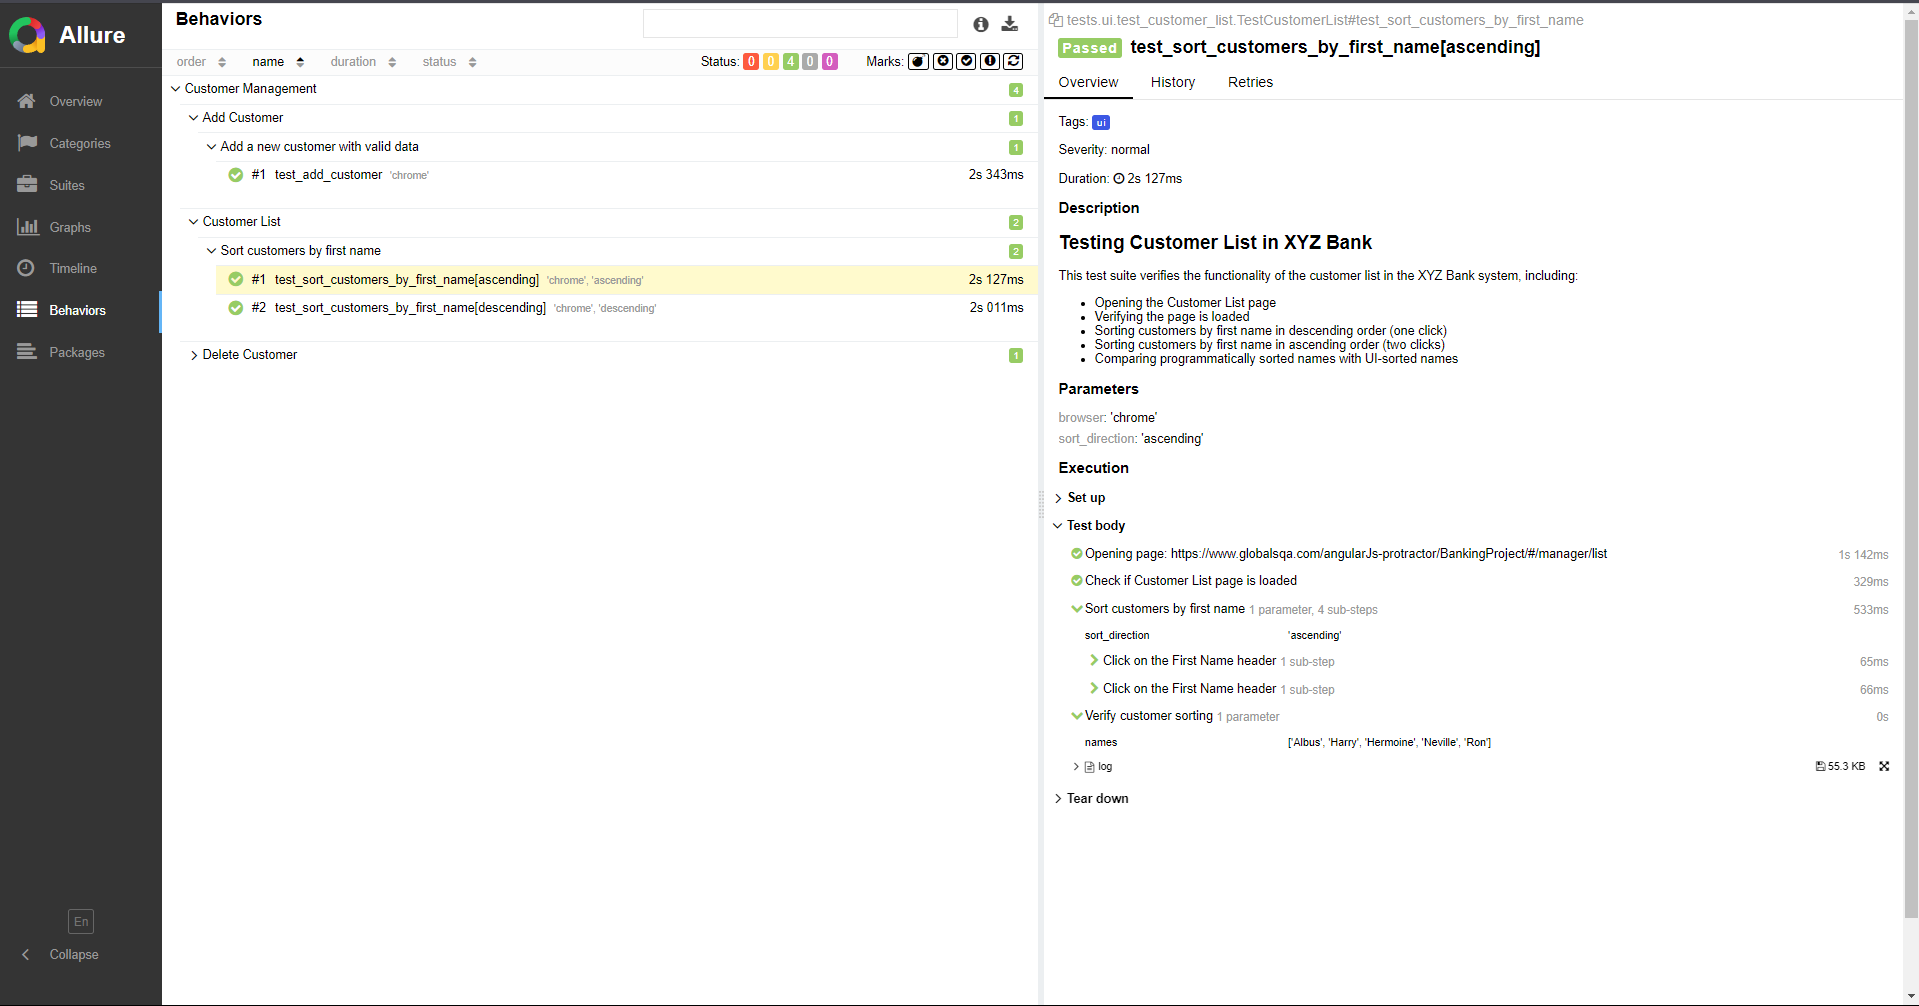 Allure
Overview
Categories
Suites
Graphs
Timeline
Behaviors
Packages
En
Collapse
Behaviors
order name duration status Status: 0 0 4 0 0 Marks:
Customer Management 4
Add Customer 1
Add a new customer with valid data 1
#1 test_add_customer 'chrome' 2s 343ms
Customer List 2
Sort customers by first name 2
#1 test_sort_customers_by_first_name[ascending] 'chrome', 'ascending' 2s 127ms
#2 test_sort_customers_by_first_name[descending] 'chrome', 'descending' 2s 011ms
Delete Customer 1
tests.ui.test_customer_list.TestCustomerList#test_sort_customers_by_first_name
Passed test_sort_customers_by_first_name[ascending]
Overview History Retries
Tags: ui
Severity: normal
Duration: 2s 127ms
Description
Testing Customer List in XYZ Bank
This test suite verifies the functionality of the customer list in the XYZ Bank system, including:
• Opening the Customer List page
• Verifying the page is loaded
• Sorting customers by first name in descending order (one click)
• Sorting customers by first name in ascending order (two clicks)
• Comparing programmatically sorted names with UI-sorted names
Parameters
browser: 'chrome'
sort_direction: 'ascending'
Execution
Set up
Test body
Opening page: https://www.globalsqa.com/angularJs-protractor/BankingProject/#/manager/list 1s 142ms
Check if Customer List page is loaded 329ms
Sort customers by first name 1 parameter, 4 sub-steps 533ms
sort_direction 'ascending'
Click on the First Name header 1 sub-step 65ms
Click on the First Name header 1 sub-step 66ms
Verify customer sorting 1 parameter 0s
names ['Albus', 'Harry', 'Hermoine', 'Neville', 'Ron']
log 55.3 KB
Tear down